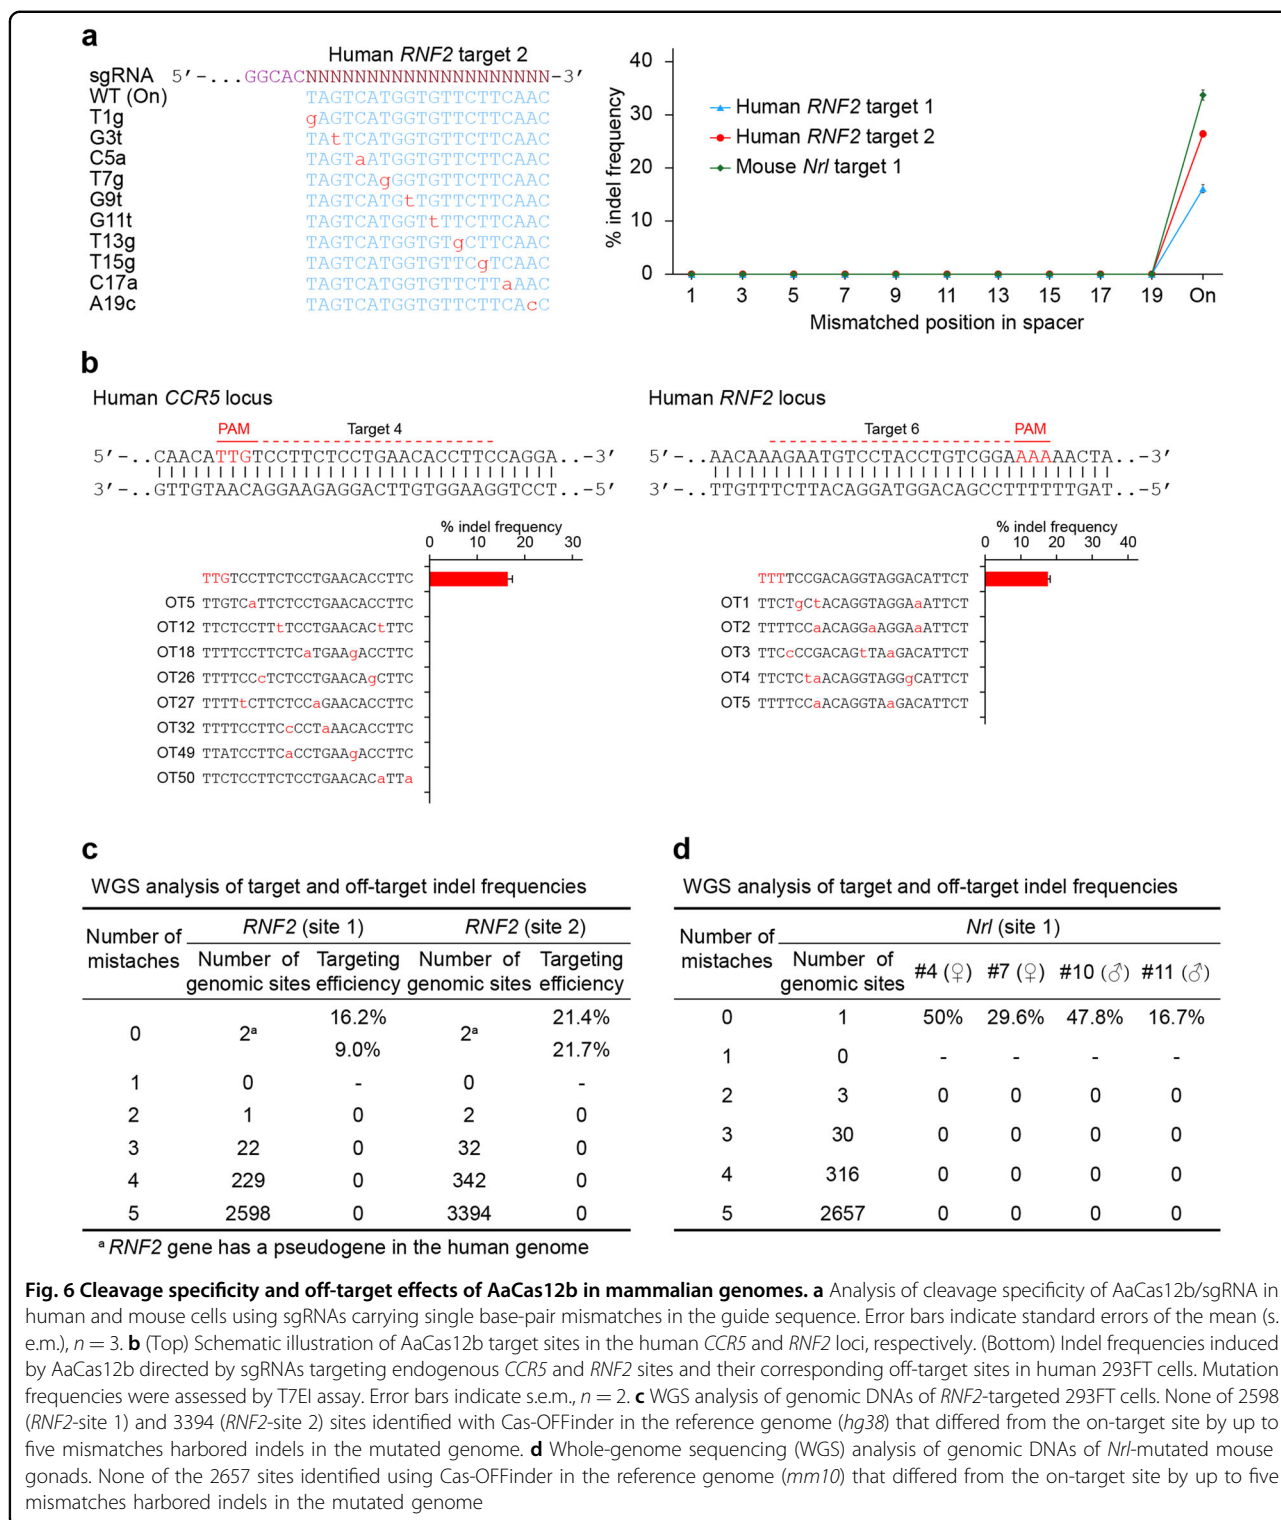 a
Human RNF2 target 2
sgRNA 5′-...GGCACNNNNNNNNNNNNNNNNNNNN-3′
WT (On) TAGTCATGGTGTTCTTCAAC
T1g gAGTCATGGTGTTCTTCAAC
G3t TAtTCATGGTGTTCTTCAAC
C5a TAGTaATGGTGTTCTTCAAC
T7g TAGTCAgGGTGTTCTTCAAC
G9t TAGTCATGtTGTTCTTCAAC
G11t TAGTCATGGTtTTCTTCAAC
T13g TAGTCATGGTGTgCTTCAAC
T15g TAGTCATGGTGTTCgTCAAC
C17a TAGTCATGGTGTTCTTaAAC
A19c TAGTCATGGTGTTCTTCAcC
% indel frequency
40
30
20
10
0
Human RNF2 target 1
Human RNF2 target 2
Mouse Nrl target 1
1 3 5 7 9 11 13 15 17 19 On
Mismatched position in spacer
b
Human CCR5 locus
PAM Target 4
5′-..CAACATTGTCCTTCTCCTGAACACCTTCCAGGA..-3′
3′-..GTTGTAACAGGAAGAGGACTTGTGGAAGGTCCT..-5′
% indel frequency
0 10 20 30
TTGTCCTTCTCCTGAACACCTTC
OT5 TTGTCaTTCTCCTGAACACCTTC
OT12 TTCTCCTTtTCCTGAACACtTTC
OT18 TTTTCCTTCTCaTGAAgACCTTC
OT26 TTTTCCcTCTCCTGAACAgCTTC
OT27 TTTTtCTTCTCCaGAACACCTTC
OT32 TTTTCCTTCcCCTaAACACCTTC
OT49 TTATCCTTCaCCTGAAgACCTTC
OT50 TTCTCCTTCTCCTGAACACaTTa
Human RNF2 locus
Target 6 PAM
5′-..AACAAAGAATGTCCTACCTGTCGGAAAAAACTA..-3′
3′-..TTGTTTCTTACAGGATGGACAGCCTTTTTTGAT..-5′
% indel frequency
0 10 20 30 40
TTTTCCGACAGGTAGGACATTCT
OT1 TTCTgCtACAGGTAGGAaATTCT
OT2 TTTTCCaACAGGaAGGAaATTCT
OT3 TTCcCCGACAGtTAaGACATTCT
OT4 TTCTCtaACAGGTAGGgCATTCT
OT5 TTTTCCaACAGGTAaGACATTCT
c
WGS analysis of target and off-target indel frequencies
Number of mistaches RNF2 (site 1) RNF2 (site 2)
Number of genomic sites Targeting efficiency Number of genomic sites Targeting efficiency
0 2a 16.2% 9.0% 2a 21.4% 21.7%
1 0 - 0 -
2 1 0 2 0
3 22 0 32 0
4 229 0 342 0
5 2598 0 3394 0
a RNF2 gene has a pseudogene in the human genome
d
WGS analysis of target and off-target indel frequencies
Number of mistaches Nrl (site 1)
Number of genomic sites #4 (♀) #7 (♀) #10 (♂) #11 (♂)
0 1 50% 29.6% 47.8% 16.7%
1 0 - - - -
2 3 0 0 0 0
3 30 0 0 0 0
4 316 0 0 0 0
5 2657 0 0 0 0
Fig. 6 Cleavage specificity and off-target effects of AaCas12b in mammalian genomes. a Analysis of cleavage specificity of AaCas12b/sgRNA in
human and mouse cells using sgRNAs carrying single base-pair mismatches in the guide sequence. Error bars indicate standard errors of the mean (s.
e.m.), n = 3. b (Top) Schematic illustration of AaCas12b target sites in the human CCR5 and RNF2 loci, respectively. (Bottom) Indel frequencies induced
by AaCas12b directed by sgRNAs targeting endogenous CCR5 and RNF2 sites and their corresponding off-target sites in human 293FT cells. Mutation
frequencies were assessed by T7EI assay. Error bars indicate s.e.m., n = 2. c WGS analysis of genomic DNAs of RNF2-targeted 293FT cells. None of 2598
(RNF2-site 1) and 3394 (RNF2-site 2) sites identified with Cas-OFFinder in the reference genome (hg38) that differed from the on-target site by up to
five mismatches harbored indels in the mutated genome. d Whole-genome sequencing (WGS) analysis of genomic DNAs of Nrl-mutated mouse
gonads. None of the 2657 sites identified using Cas-OFFinder in the reference genome (mm10) that differed from the on-target site by up to five
mismatches harbored indels in the mutated genome